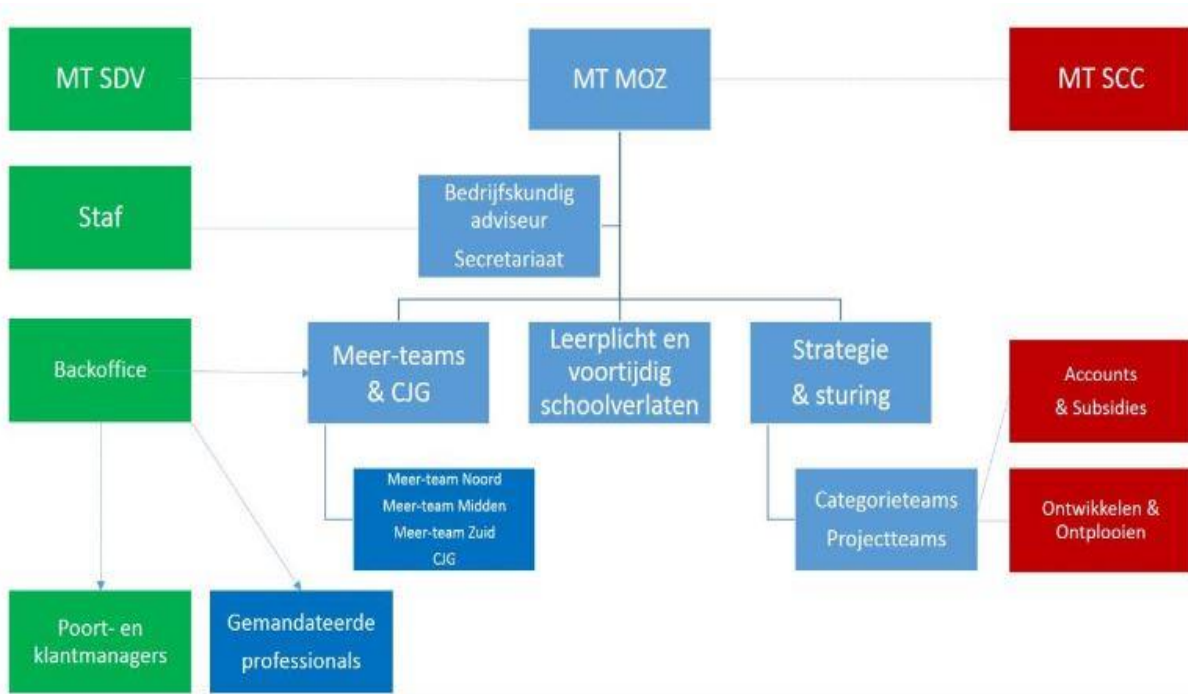 MT SDV
MT MOZ
MT SCC
Staf
Bedrijfskundig
adviseur
Secretariaat
Backoffice
Meer-teams
& CJG
Leerplicht en
voortijdig
schoolverlaten
Strategie
& sturing
Accounts
& Subsidies
Meer-team Noord
Meer-team Midden
Meer-team Zuid
CJG
Categorieteams
Projectteams
Ontwikkelen &
Ontplooien
Poort- en
klantmanagers
Gemandateerde
professionals